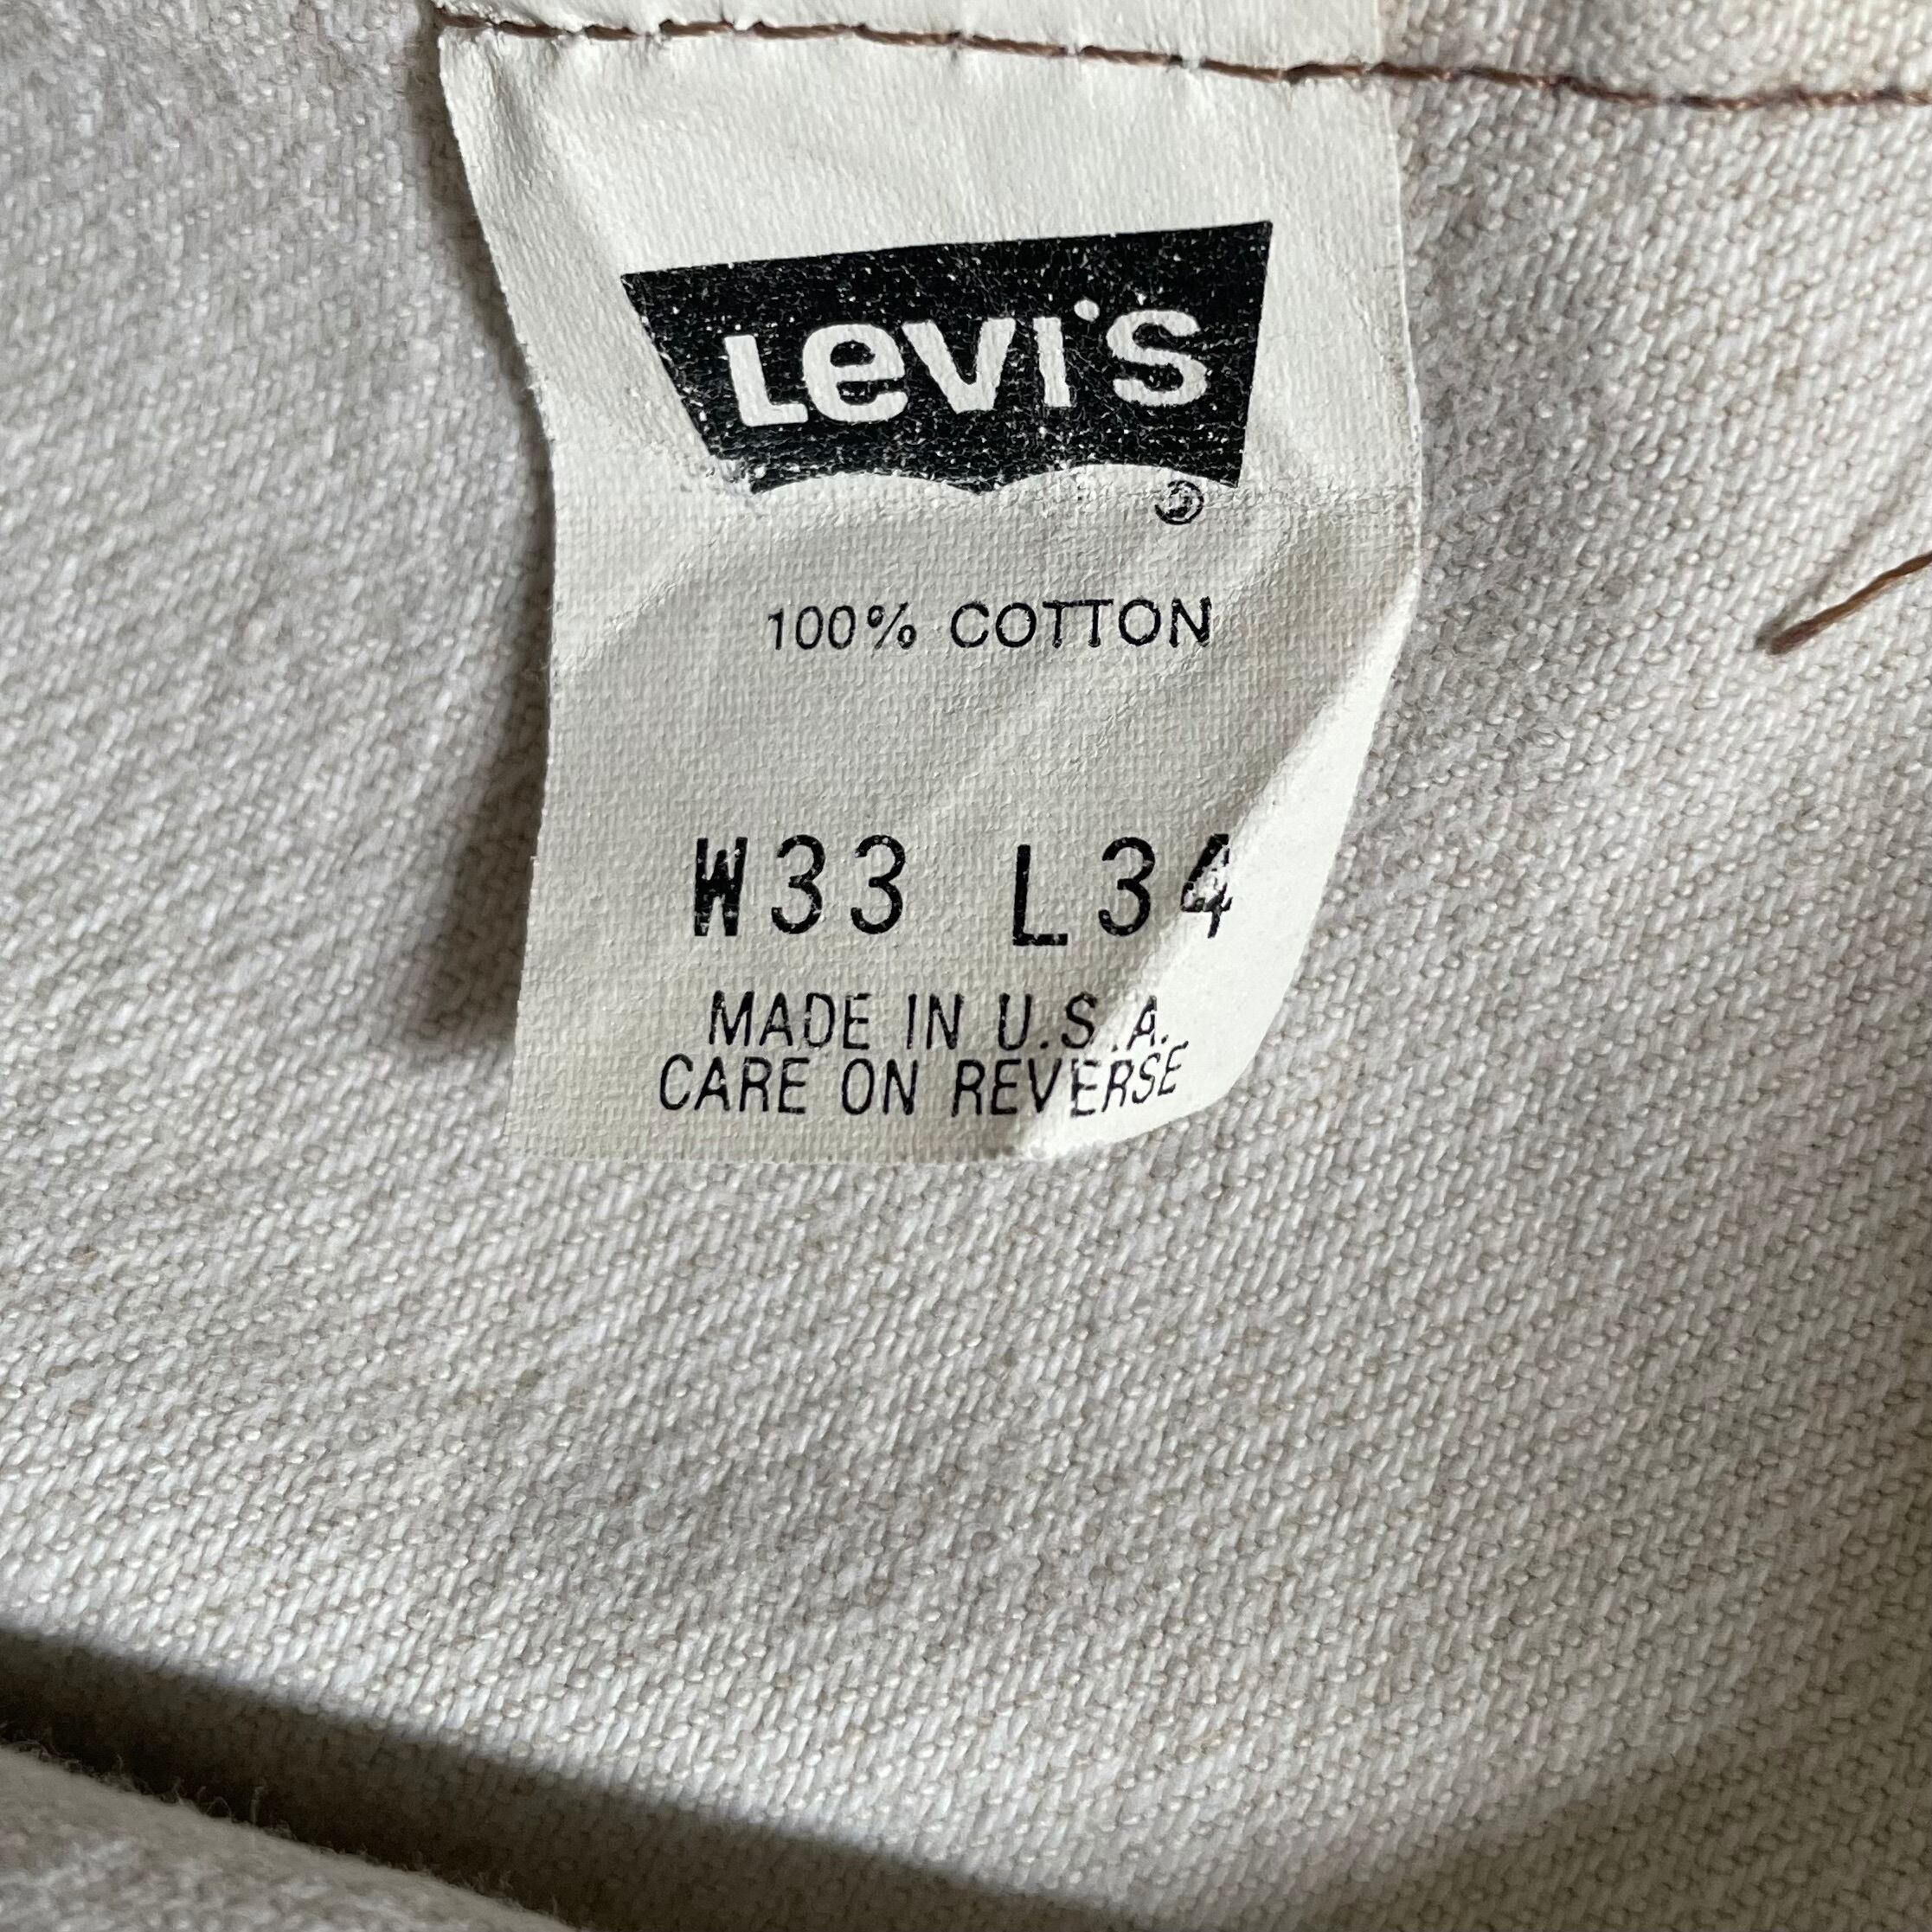 Levi's
®
100% COTTON
W33 L34
MADE IN U.S.A.
CARE ON REVERSE